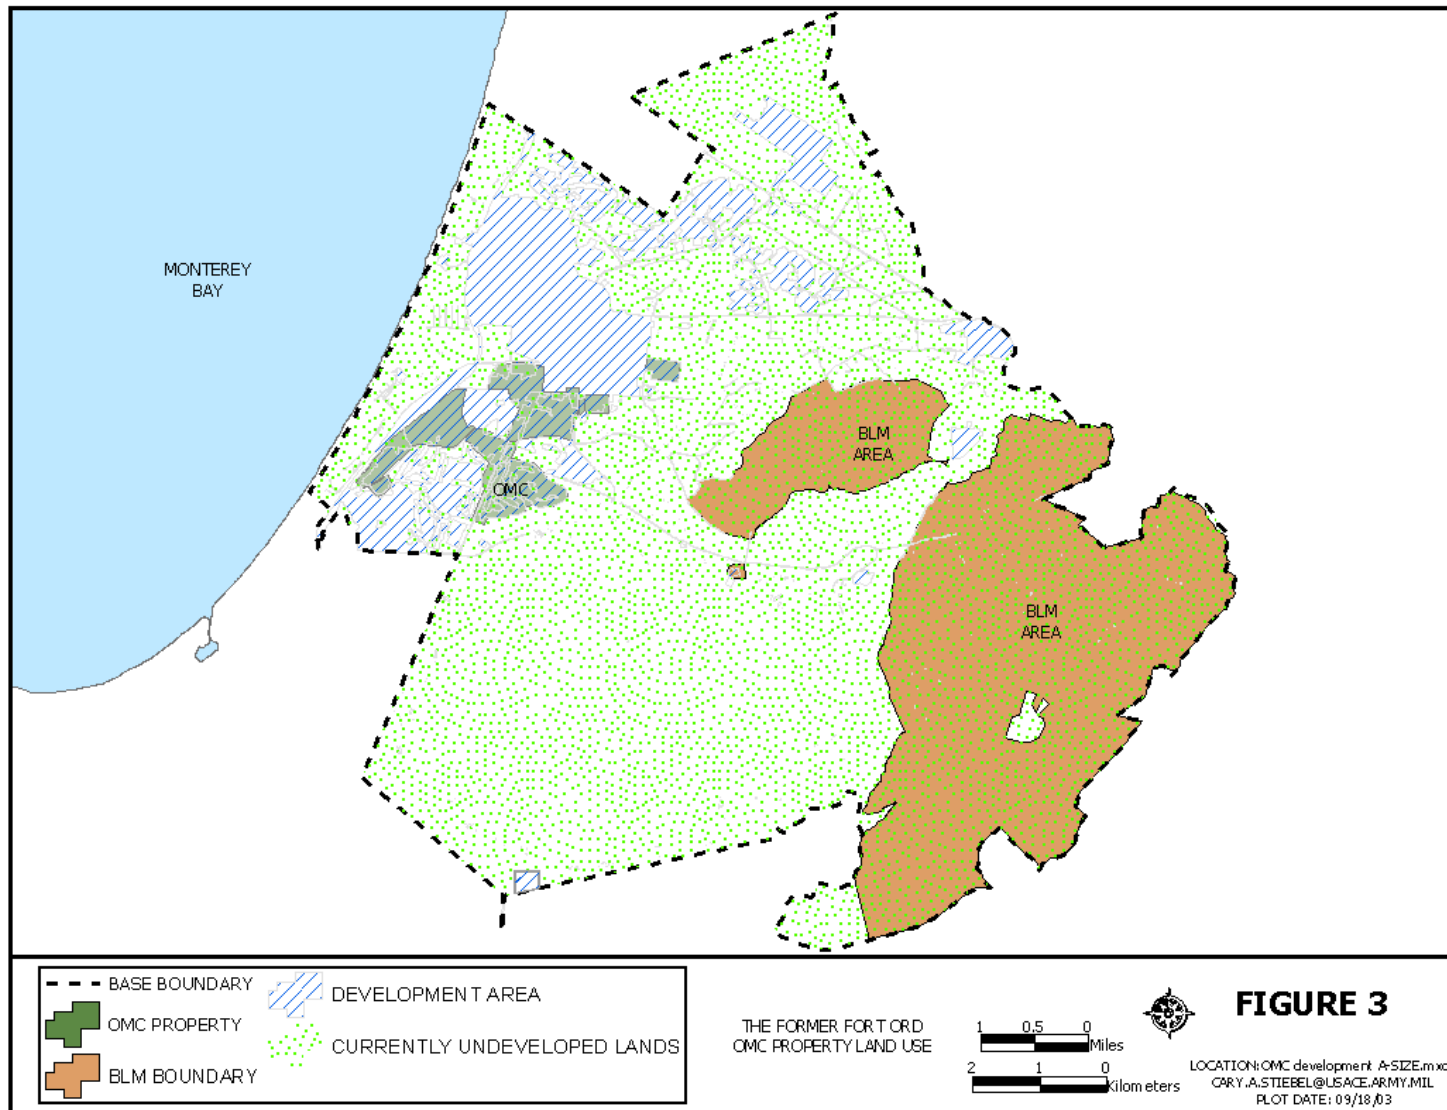 MONTEREY
BAY
BLM
AREA
OMC
BLM
AREA
BASE BOUNDARY
OMC PROPERTY
BLM BOUNDARY
DEVELOPMENT AREA
CURRENTLY UNDEVELOPED LANDS
THE FORMER FORT ORD
OMC PROPERTY LAND USE
1 0.5 0
Miles
2 1 0
Kilometers
FIGURE 3
LOCATION:OMC development A-SIZE.mxd
CARY.A.STIEBEL@USACE.ARMY.MIL
PLOT DATE: 09/18/03